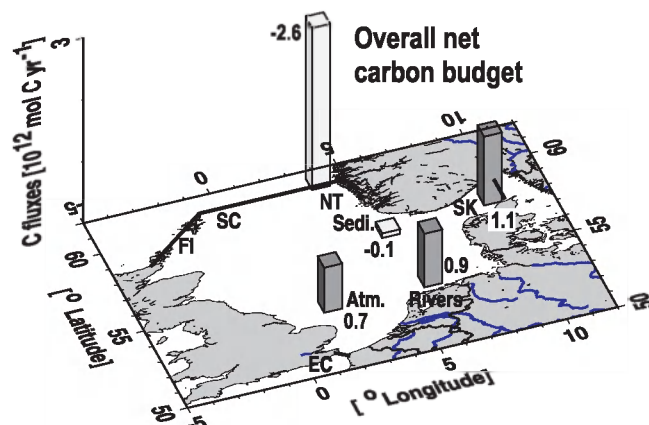 3
-2.6
Overall net
carbon budget
C fluxes [10¹² mol C yr⁻¹]
10
5
0
60
60
NT
SK
SC
Sedi.
1.1
FI
-0.1
55
0.9
-5
60
Atm.
Rivers
0.7
[° Latitude]
55
50
EC
10
5
0
[° Longitude]
50
-5